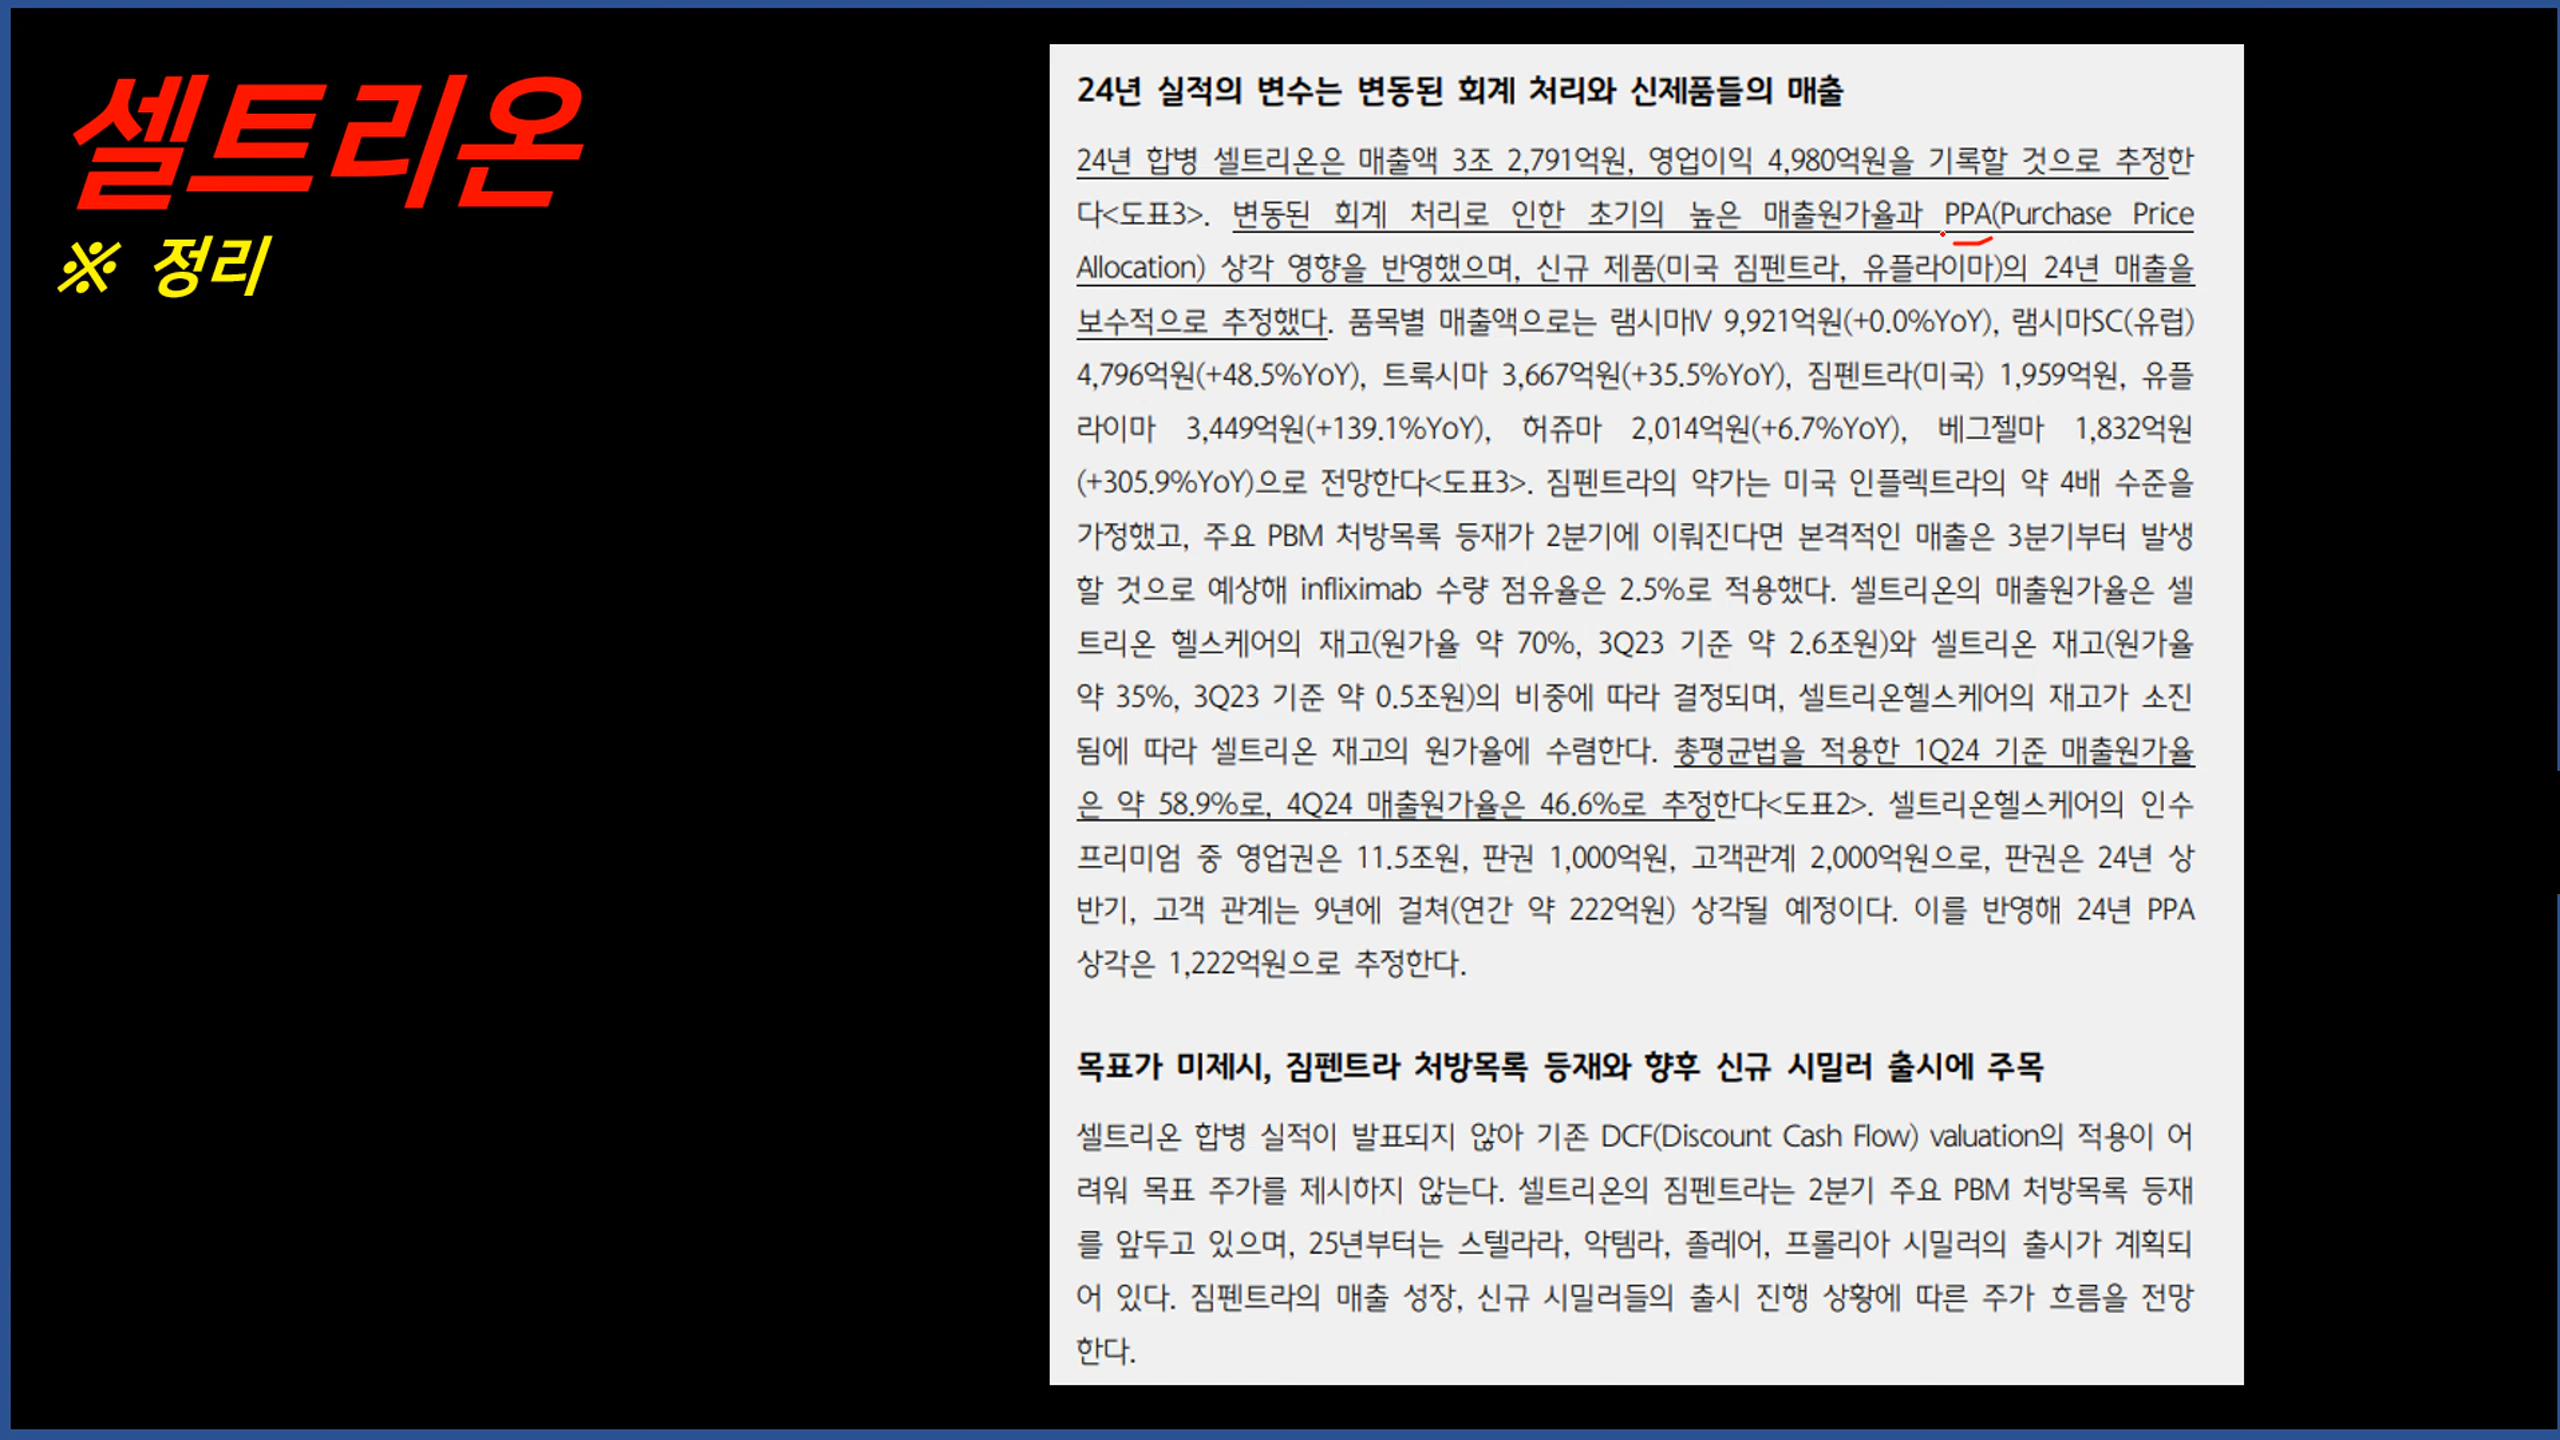 셀트리온
※ 정리
24년 실적의 변수는 변동된 회계 처리와 신제품들의 매출
24년 합병 셀트리온은 매출액 3조 2,791억원, 영업이익 4,980억원을 기록할 것으로 추정한
다<도표3>. 변동된 회계 처리로 인한 초기의 높은 매출원가율과 PPA(Purchase Price
Allocation) 상각 영향을 반영했으며, 신규 제품(미국 짐펜트라, 유플라이마)의 24년 매출을
보수적으로 추정했다. 품목별 매출액으로는 램시마IV 9,921억원(+0.0%YoY), 램시마SC(유럽)
4,796억원(+48.5%YoY), 트룩시마 3,667억원(+35.5%YoY), 짐펜트라(미국) 1,959억원, 유플
라이마 3,449억원(+139.1%YoY), 허쥬마 2,014억원(+6.7%YoY), 베그젤마 1,832억원
(+305.9%YoY)으로 전망한다<도표3>. 짐펜트라의 약가는 미국 인플렉트라의 약 4배 수준을
가정했고, 주요 PBM 처방목록 등재가 2분기에 이뤄진다면 본격적인 매출은 3분기부터 발생
할 것으로 예상해 infliximab 수량 점유율은 2.5%로 적용했다. 셀트리온의 매출원가율은 셀
트리온 헬스케어의 재고(원가율 약 70%, 3Q23 기준 약 2.6조원)와 셀트리온 재고(원가율
약 35%, 3Q23 기준 약 0.5조원)의 비중에 따라 결정되며, 셀트리온헬스케어의 재고가 소진
됨에 따라 셀트리온 재고의 원가율에 수렴한다. 총평균법을 적용한 1Q24 기준 매출원가율
은 약 58.9%로, 4Q24 매출원가율은 46.6%로 추정한다<도표2>. 셀트리온헬스케어의 인수
프리미엄 중 영업권은 11.5조원, 판권 1,000억원, 고객관계 2,000억원으로, 판권은 24년 상
반기, 고객 관계는 9년에 걸쳐(연간 약 222억원) 상각될 예정이다. 이를 반영해 24년 PPA
상각은 1,222억원으로 추정한다.
목표가 미제시, 짐펜트라 처방목록 등재와 향후 신규 시밀러 출시에 주목
셀트리온 합병 실적이 발표되지 않아 기존 DCF(Discount Cash Flow) valuation의 적용이 어
려워 목표 주가를 제시하지 않는다. 셀트리온의 짐펜트라는 2분기 주요 PBM 처방목록 등재
를 앞두고 있으며, 25년부터는 스텔라라, 악템라, 졸레어, 프롤리아 시밀러의 출시가 계획되
어 있다. 짐펜트라의 매출 성장, 신규 시밀러들의 출시 진행 상황에 따른 주가 흐름을 전망
한다.